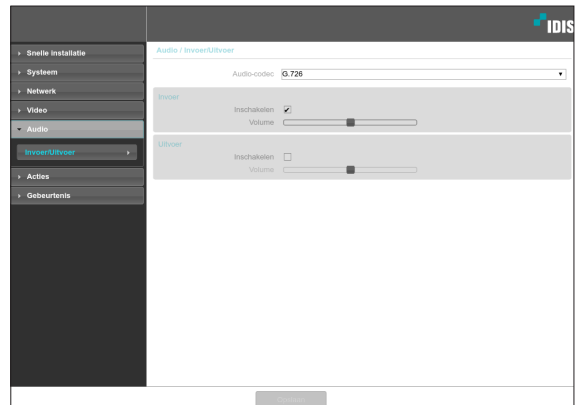 IDIS
Snelle installatie
Systeem
Netwerk
Video
Audio
Invoer/Uitvoer
Acties
Gebeurtenis
Audio / Invoer/Uitvoer
Audio-codec G.726
Invoer
Inschakelen
Volume
Uitvoer
Inschakelen
Volume